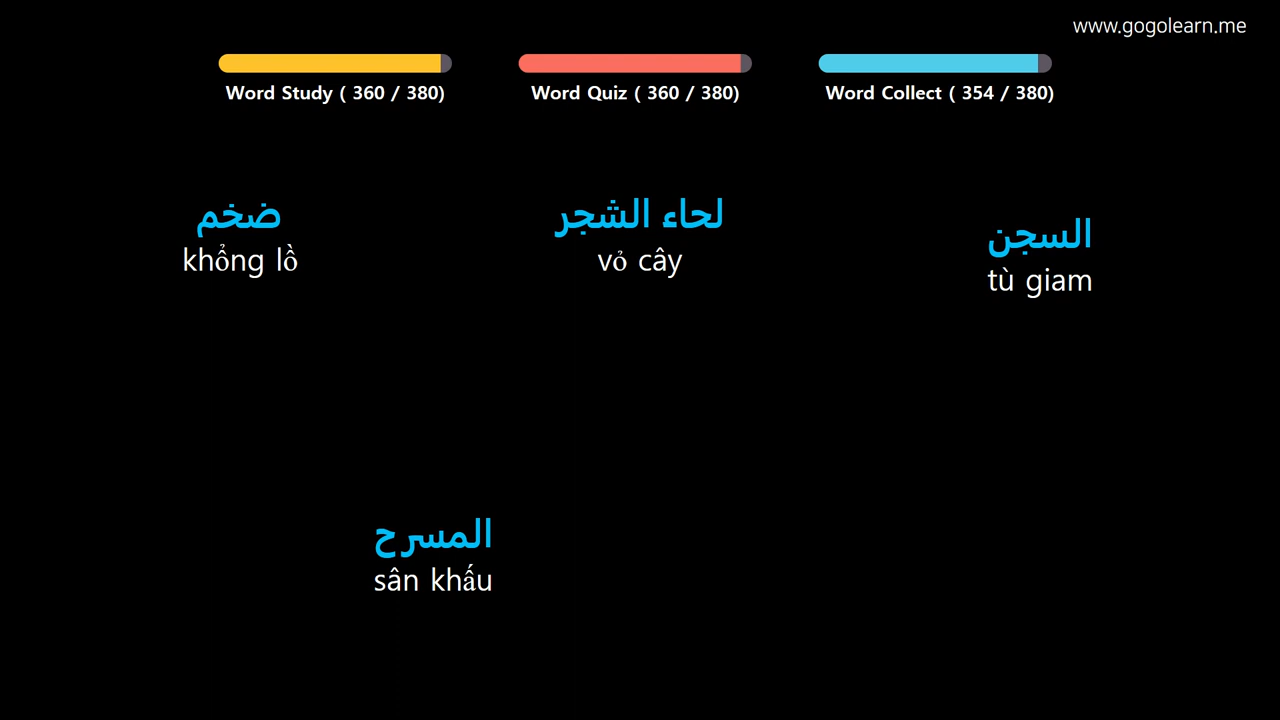 www.gogolearn.me
Word Study ( 360 / 380)
Word Quiz ( 360 / 380)
Word Collect ( 354 / 380)
ضخم
khổng lồ
لحاء الشجر
vỏ cây
السجن
tù giam
المسرح
sân khấu